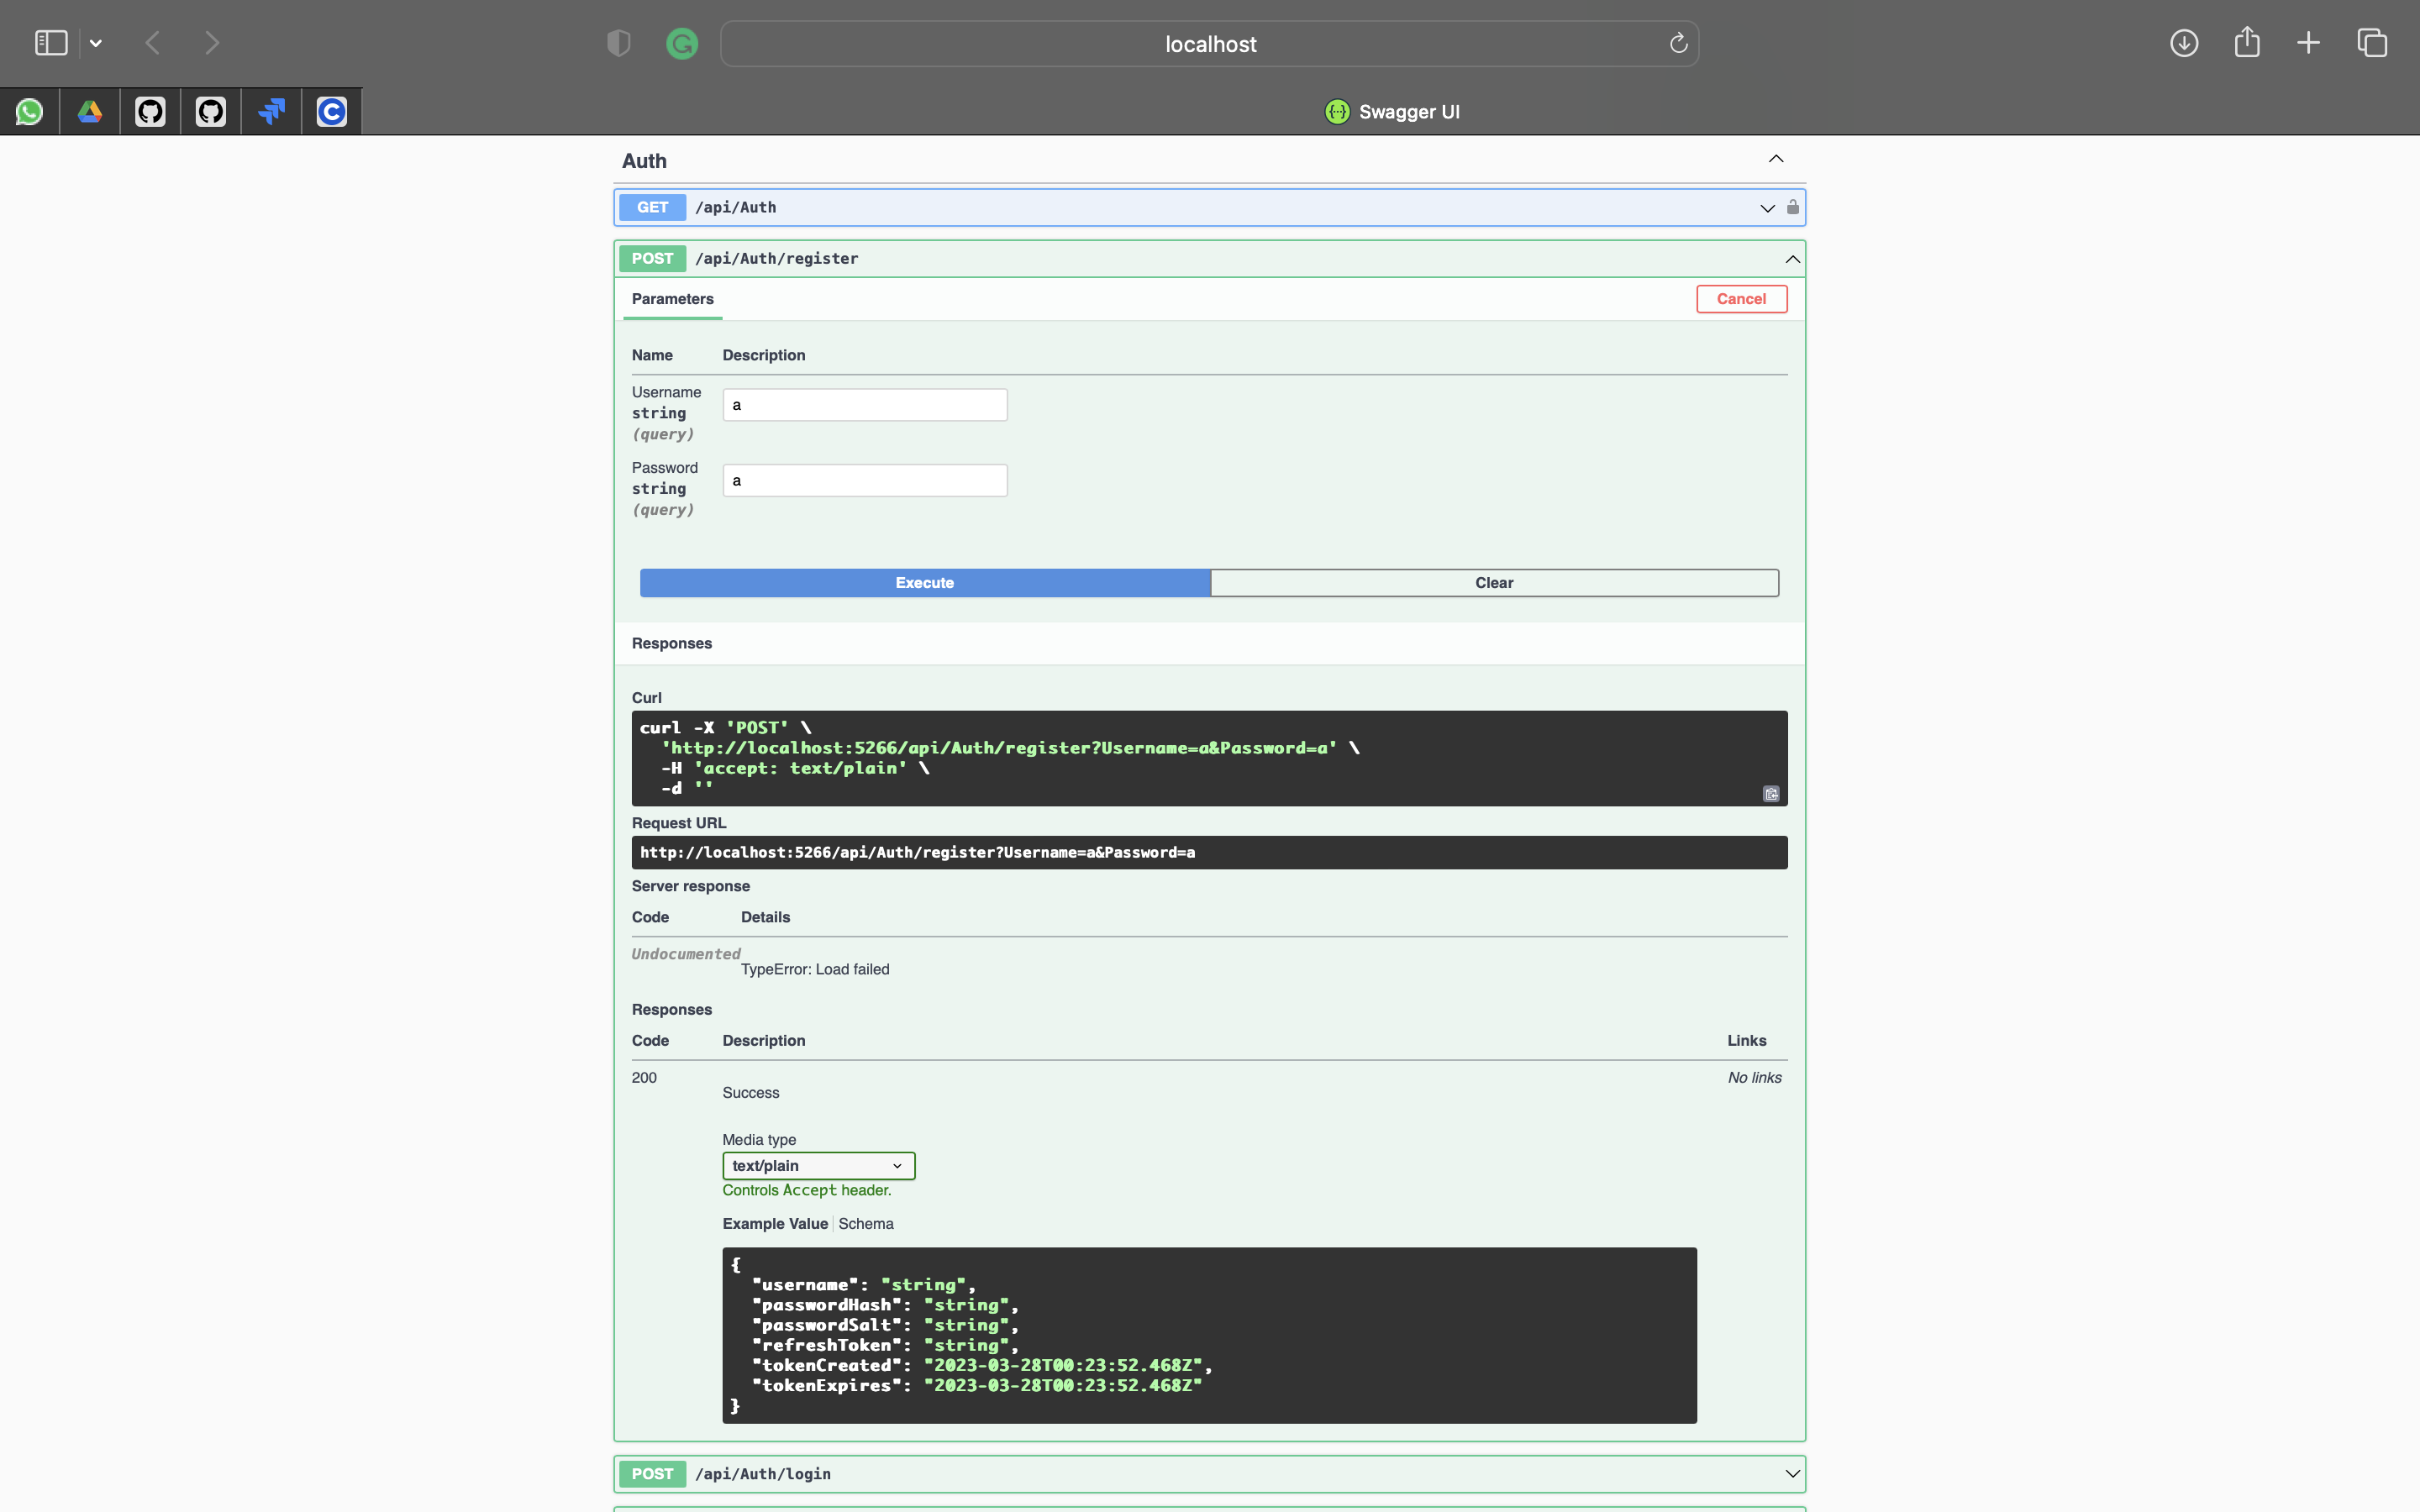 localhost
Swagger UI
Auth
GET /api/Auth
POST /api/Auth/register
Parameters Cancel
Name Description
Username
string
(query)
a
Password
string
(query)
a
Execute Clear
Responses
Curl
curl -X 'POST' \
'http://localhost:5266/api/Auth/register?Username=a&Password=a' \
-H 'accept: text/plain' \
-d ''
Request URL
http://localhost:5266/api/Auth/register?Username=a&Password=a
Server response
Code Details
Undocumented
TypeError: Load failed
Responses
Code Description Links
200 No links
Success
Media type
text/plain
Controls Accept header.
Example Value Schema
{
"username": "string",
"passwordHash": "string",
"passwordSalt": "string",
"refreshToken": "string",
"tokenCreated": "2023-03-28T00:23:52.468Z",
"tokenExpires": "2023-03-28T00:23:52.468Z"
}
POST /api/Auth/login